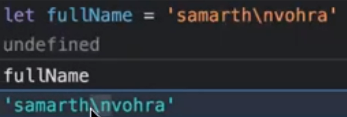 let fullName = 'samarth\nvohra'
undefined
fullName
'samarth\nvohra'